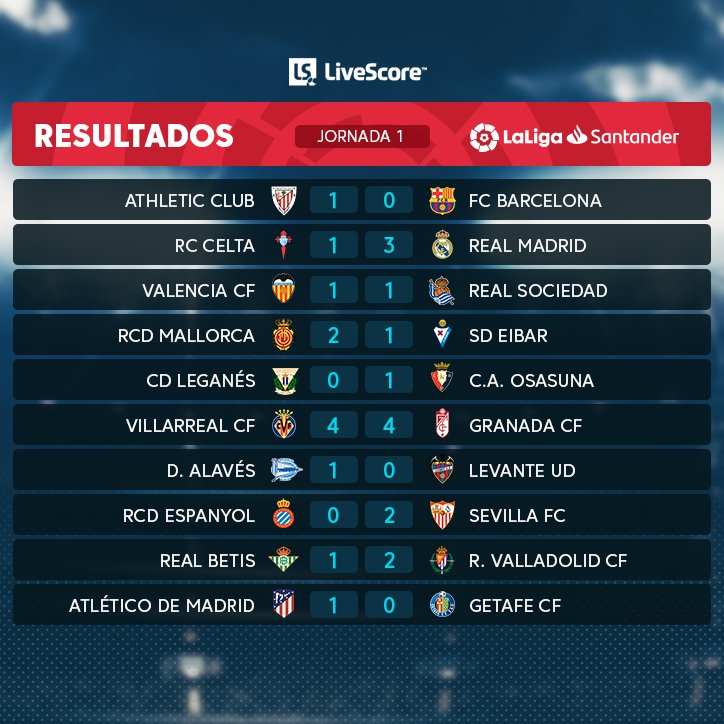 LS. LiveScore™
RESULTADOS JORNADA 1 LaLiga Santander
ATHLETIC CLUB 1 0 FC BARCELONA
RC CELTA 1 3 REAL MADRID
VALENCIA CF 1 1 REAL SOCIEDAD
RCD MALLORCA 2 1 SD EIBAR
CD LEGANÉS 0 1 C.A. OSASUNA
VILLARREAL CF 4 4 GRANADA CF
D. ALAVÉS 1 0 LEVANTE UD
RCD ESPANYOL 0 2 SEVILLA FC
REAL BETIS 1 2 R. VALLADOLID CF
ATLÉTICO DE MADRID 1 0 GETAFE CF